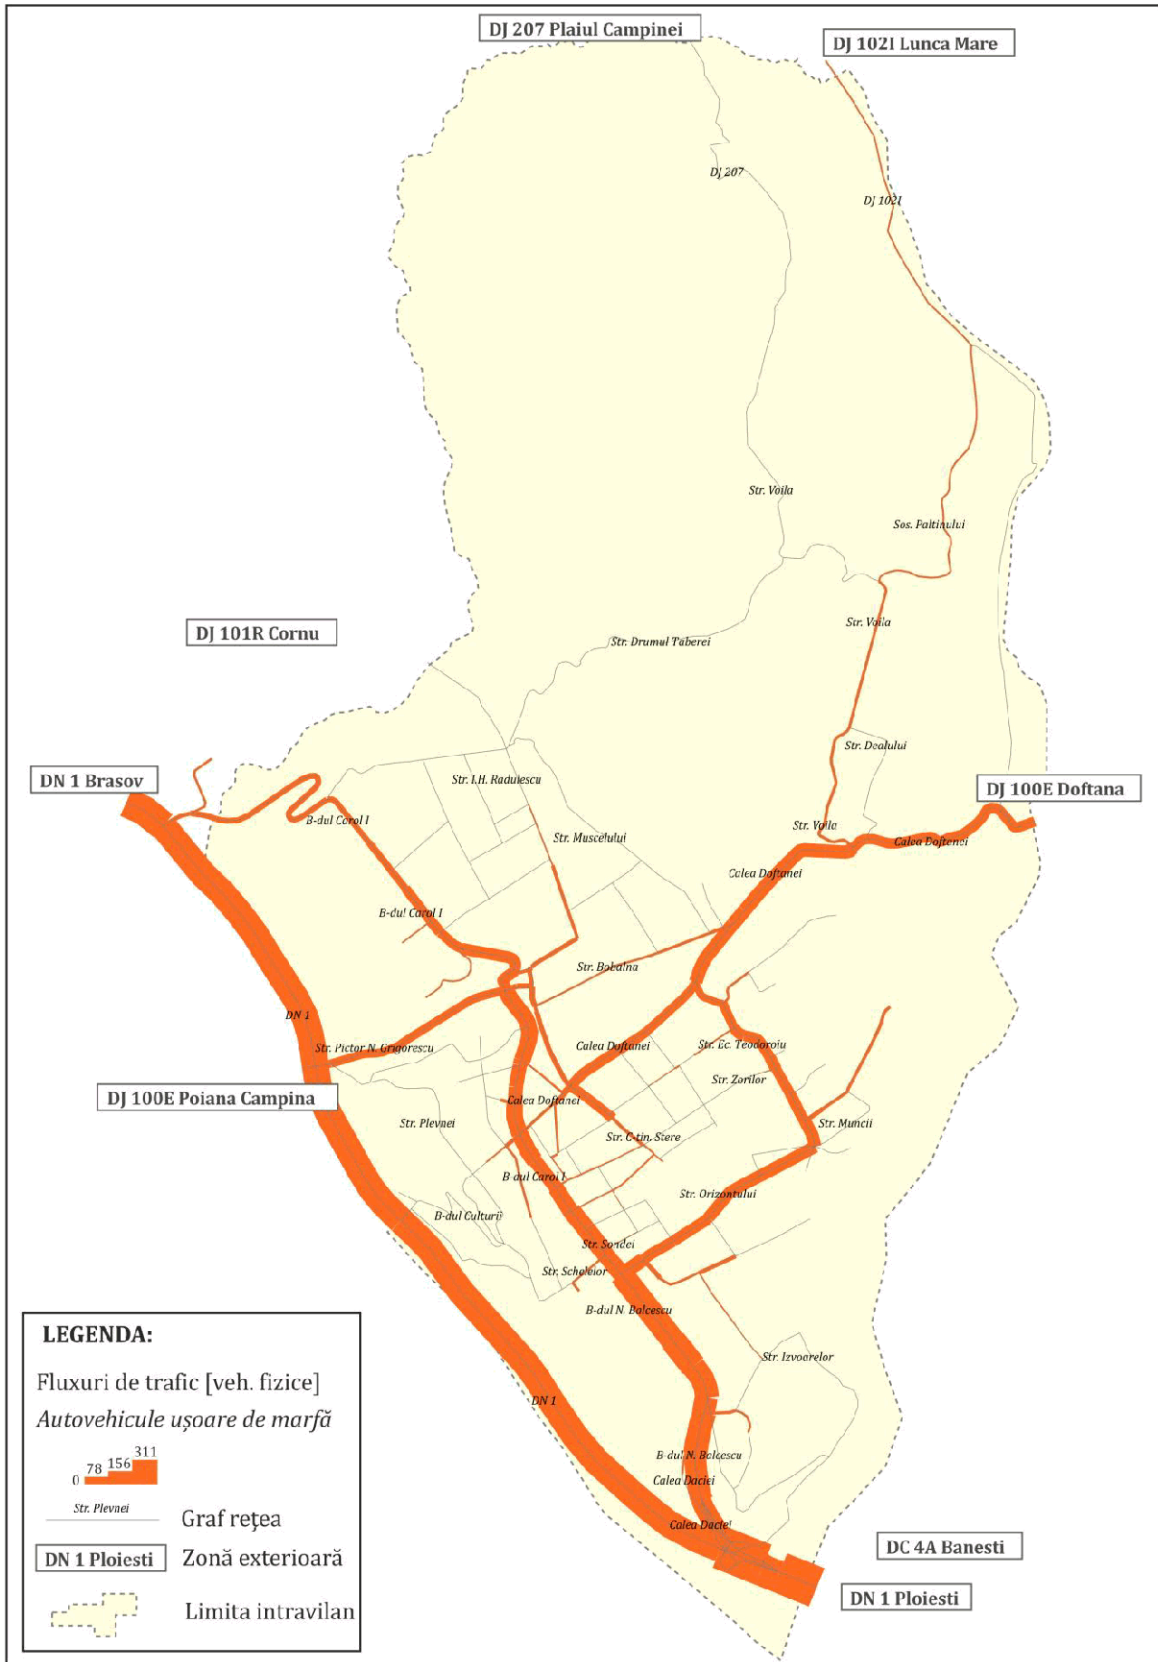 DJ 207 Plaiul Campinei
DJ 102I Lunca Mare
DJ 207
DJ 102I
Str. Voila
Sos. Paltinului
Str. Voila
DJ 101R Cornu
Str. Drumul Taberei
Str. Dealului
DN 1 Brasov
Str. I.H. Radulescu
DJ 100E Doftana
B-dul Carol I
Str. Muscelului
Str. Voila
Calea Doftanei
Calea Doftanei
B-dul Carol I
Str. Bobalna
DN 1
Str. Pictor N. Grigorescu
Calea Doftanei
Str. Ec. Teodoroiu
Str. Zorilor
DJ 100E Poiana Campina
Calea Doftanei
Str. Plevnei
Str. Muncii
Str. C-tin. Stere
B-dul Carol I
Str. Orizontului
B-dul Culturii
Str. Sondei
Str. Schelelor
B-dul N. Balcescu
Str. Izvoarelor
DN 1
B-dul N. Balcescu
Calea Daciei
Calea Daciei
DC 4A Banesti
DN 1 Ploiesti
LEGENDA:
Fluxuri de trafic [veh. fizice]
Autovehicule ușoare de marfă
0 78 156 311
Str. Plevnei
Graf rețea
DN 1 Ploiesti
Zonă exterioară
Limita intravilan